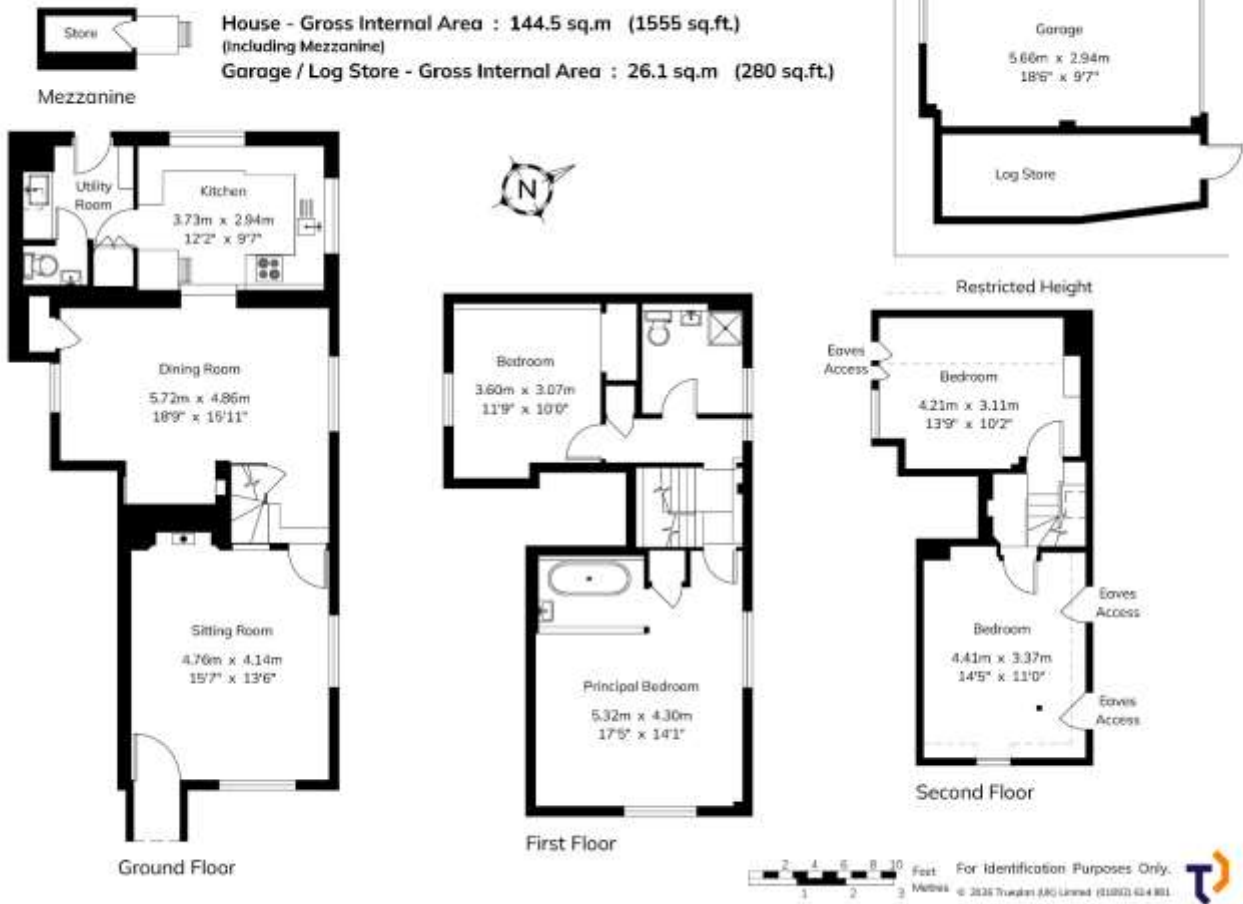 Store
Mezzanine
House - Gross Internal Area : 144.5 sq.m (1555 sq.ft.)
(Including Mezzanine)
Garage / Log Store - Gross Internal Area : 26.1 sq.m (280 sq.ft.)
Garage
5.66m x 2.94m
18'6" x 9'7"
Log Store
Restricted Height
N
Utility
Room
Kitchen
3.73m x 2.94m
12'2" x 9'7"
Dining Room
5.72m x 4.86m
18'9" x 15'11"
Sitting Room
4.76m x 4.14m
15'7" x 13'6"
Ground Floor
Bedroom
3.60m x 3.07m
11'9" x 10'0"
Principal Bedroom
5.32m x 4.30m
17'5" x 14'1"
First Floor
Eaves
Access
Bedroom
4.21m x 3.11m
13'9" x 10'2"
Bedroom
4.41m x 3.37m
14'5" x 11'0"
Eaves
Access
Eaves
Access
Second Floor
2 4 6 8 10
Feet
Metres
1 2 3
For Identification Purposes Only.
© 2026 Trueplan (UK) Limited